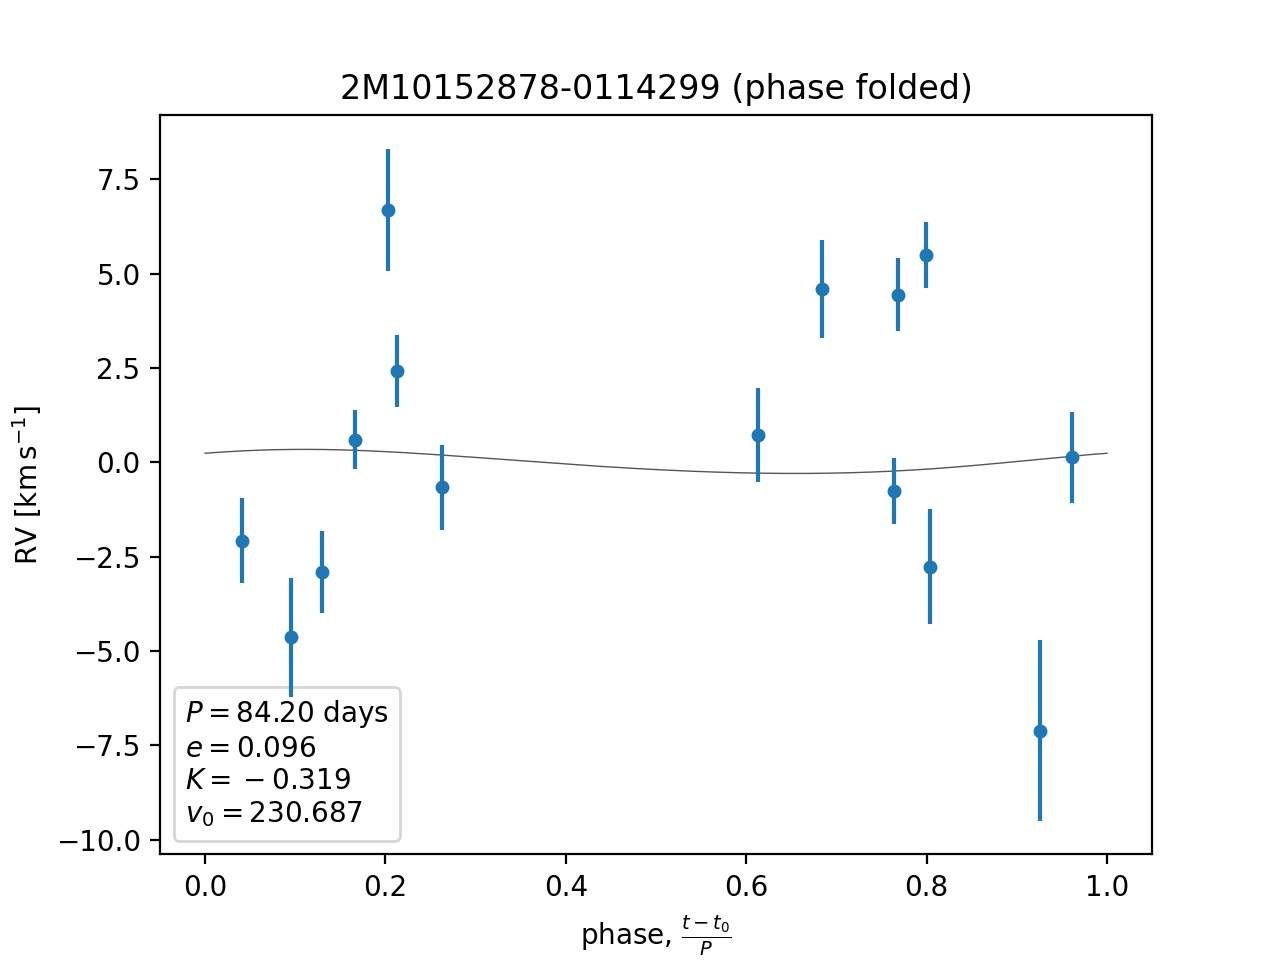 2M10152878-0114299 (phase folded)
RV [km s⁻¹]
7.5
5.0
2.5
0.0
−2.5
−5.0
−7.5
−10.0
P = 84.20 days
e = 0.096
K = −0.319
v₀ = 230.687
0.0 0.2 0.4 0.6 0.8 1.0
phase, (t − t₀)/P